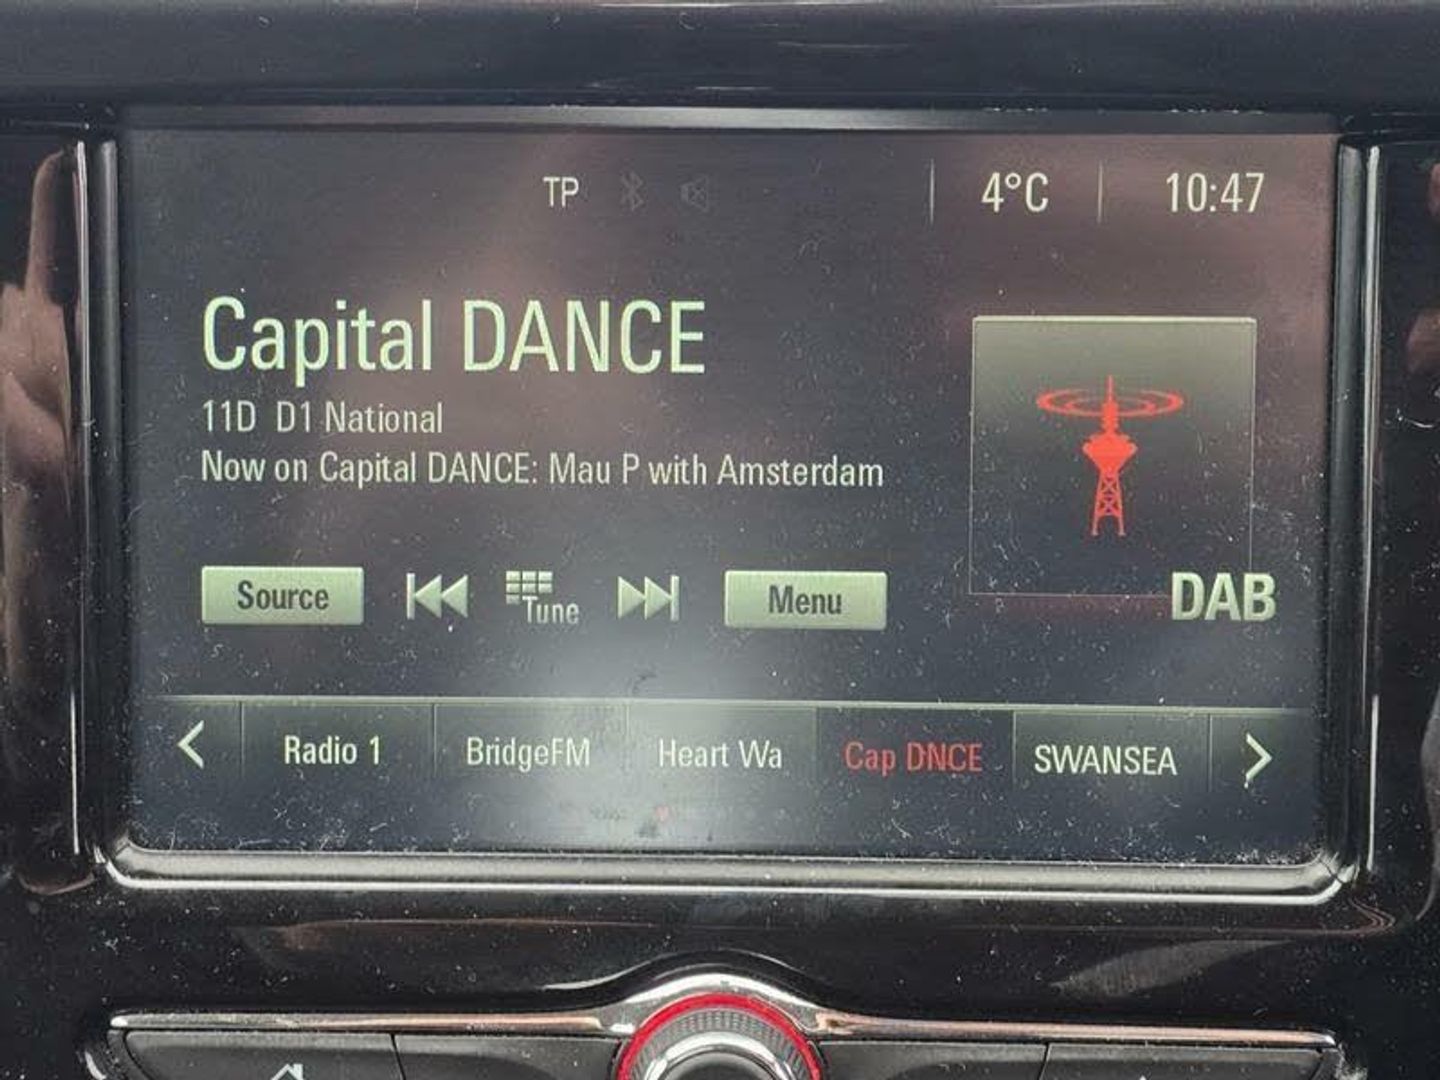 TP 4°C 10:47
Capital DANCE
11D D1 National
Now on Capital DANCE: Mau P with Amsterdam
Source Tune Menu
DAB
Radio 1 BridgeFM Heart Wa Cap DNCE SWANSEA